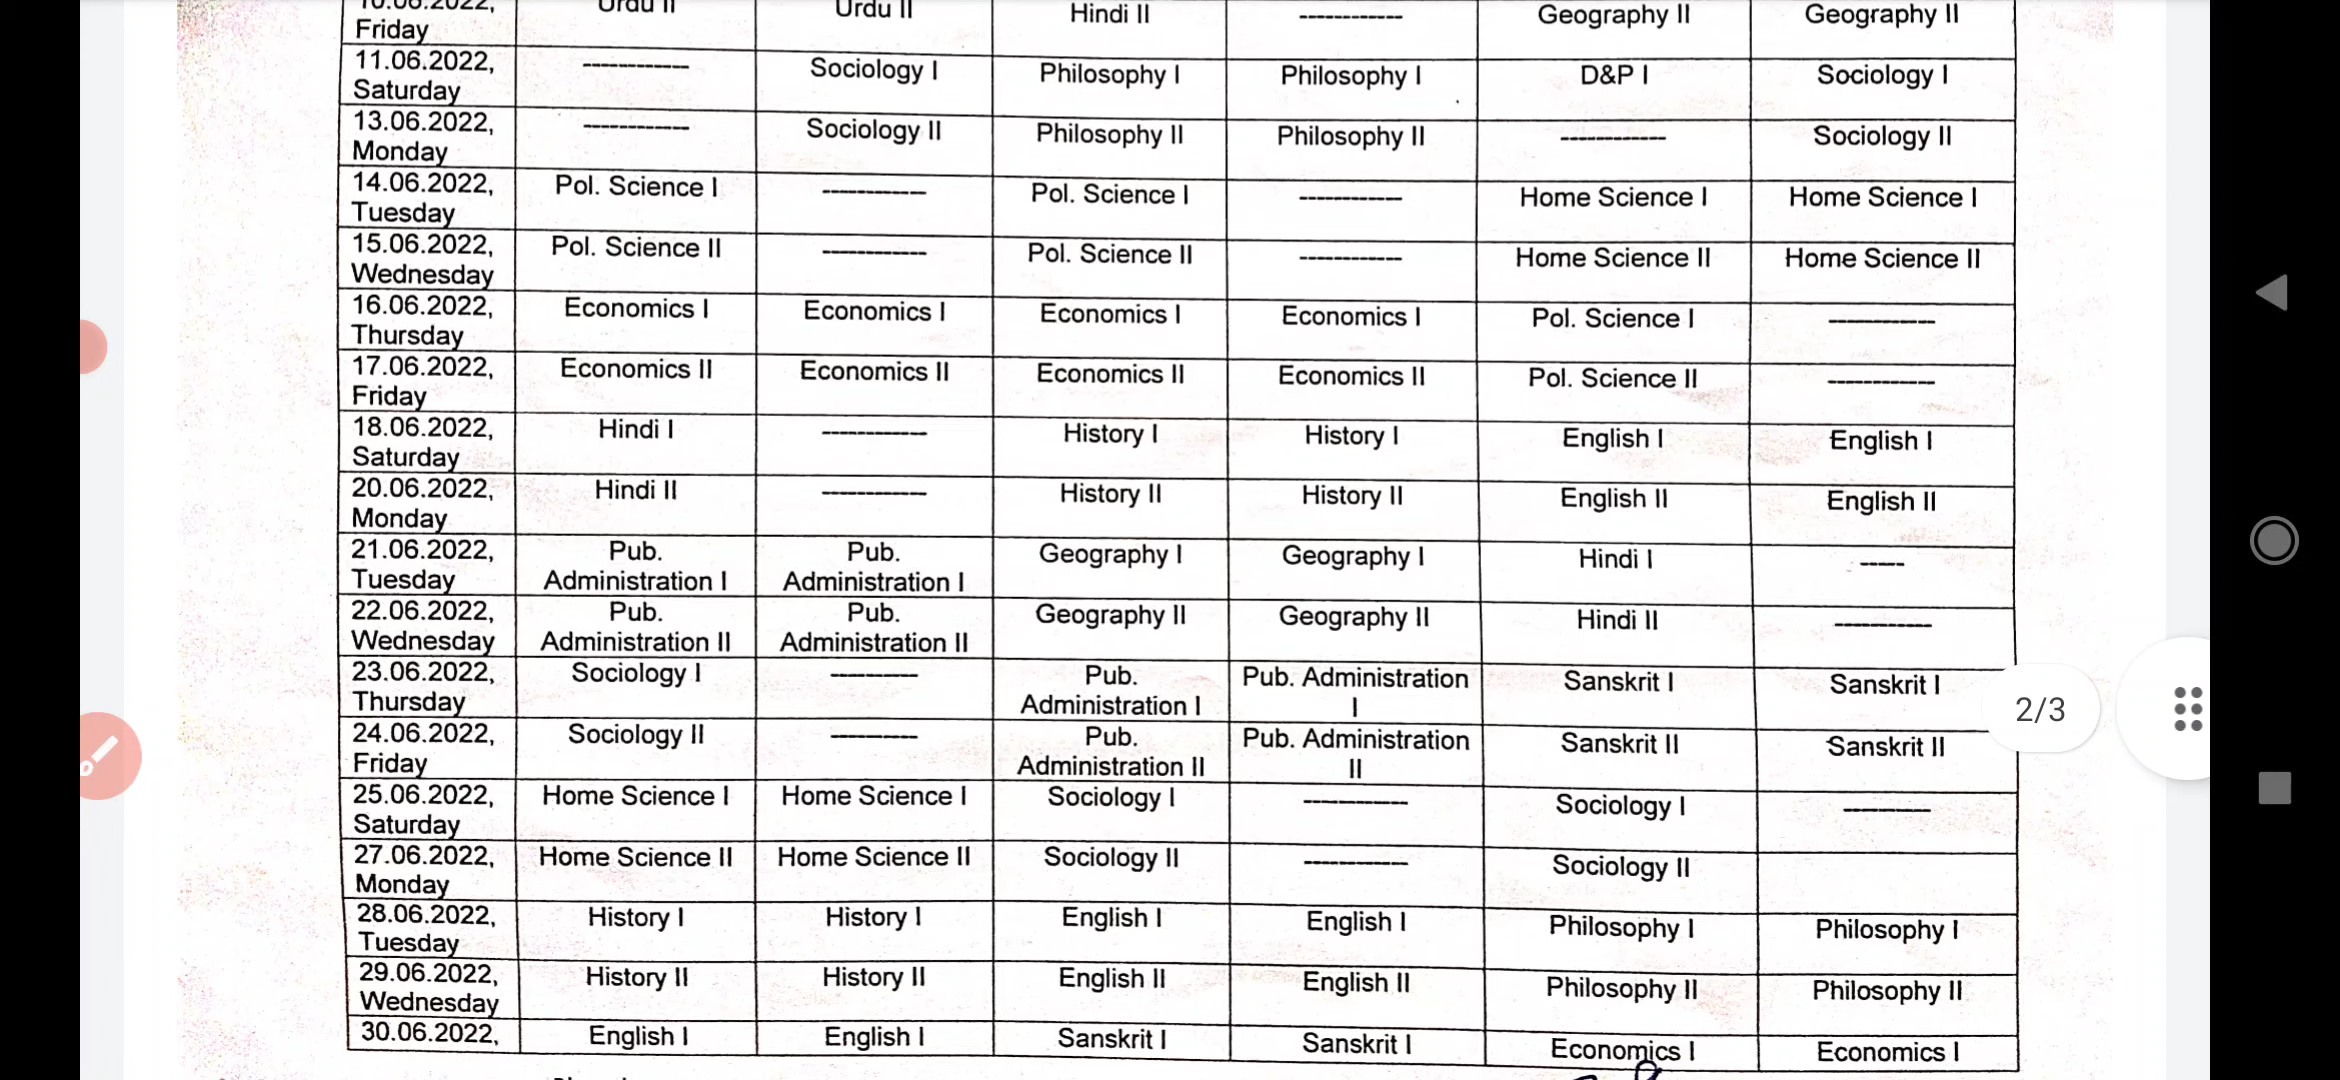 10.06.2022, Urdu II Urdu II Hindi II ------------ Geography II Geography II
Friday
11.06.2022, ------------ Sociology I Philosophy I Philosophy I D&P I Sociology I
Saturday
13.06.2022, ------------ Sociology II Philosophy II Philosophy II ------------ Sociology II
Monday
14.06.2022, Pol. Science I ------------ Pol. Science I ------------ Home Science I Home Science I
Tuesday
15.06.2022, Pol. Science II ------------ Pol. Science II ------------ Home Science II Home Science II
Wednesday
16.06.2022, Economics I Economics I Economics I Economics I Pol. Science I ------------
Thursday
17.06.2022, Economics II Economics II Economics II Economics II Pol. Science II ------------
Friday
18.06.2022, Hindi I ------------ History I History I English I English I
Saturday
20.06.2022, Hindi II ------------ History II History II English II English II
Monday
21.06.2022, Pub. Pub. Geography I Geography I Hindi I -----
Tuesday Administration I Administration I
22.06.2022, Pub. Pub. Geography II Geography II Hindi II -----------
Wednesday Administration II Administration II
23.06.2022, Sociology I ---------- Pub. Pub. Administration Sanskrit I Sanskrit I
Thursday Administration I I
24.06.2022, Sociology II ---------- Pub. Pub. Administration Sanskrit II Sanskrit II
Friday Administration II II
25.06.2022, Home Science I Home Science I Sociology I ------------ Sociology I ----------
Saturday
27.06.2022, Home Science II Home Science II Sociology II ------------ Sociology II
Monday
28.06.2022, History I History I English I English I Philosophy I Philosophy I
Tuesday
29.06.2022, History II History II English II English II Philosophy II Philosophy II
Wednesday
30.06.2022, English I English I Sanskrit I Sanskrit I Economics I Economics I
2/3